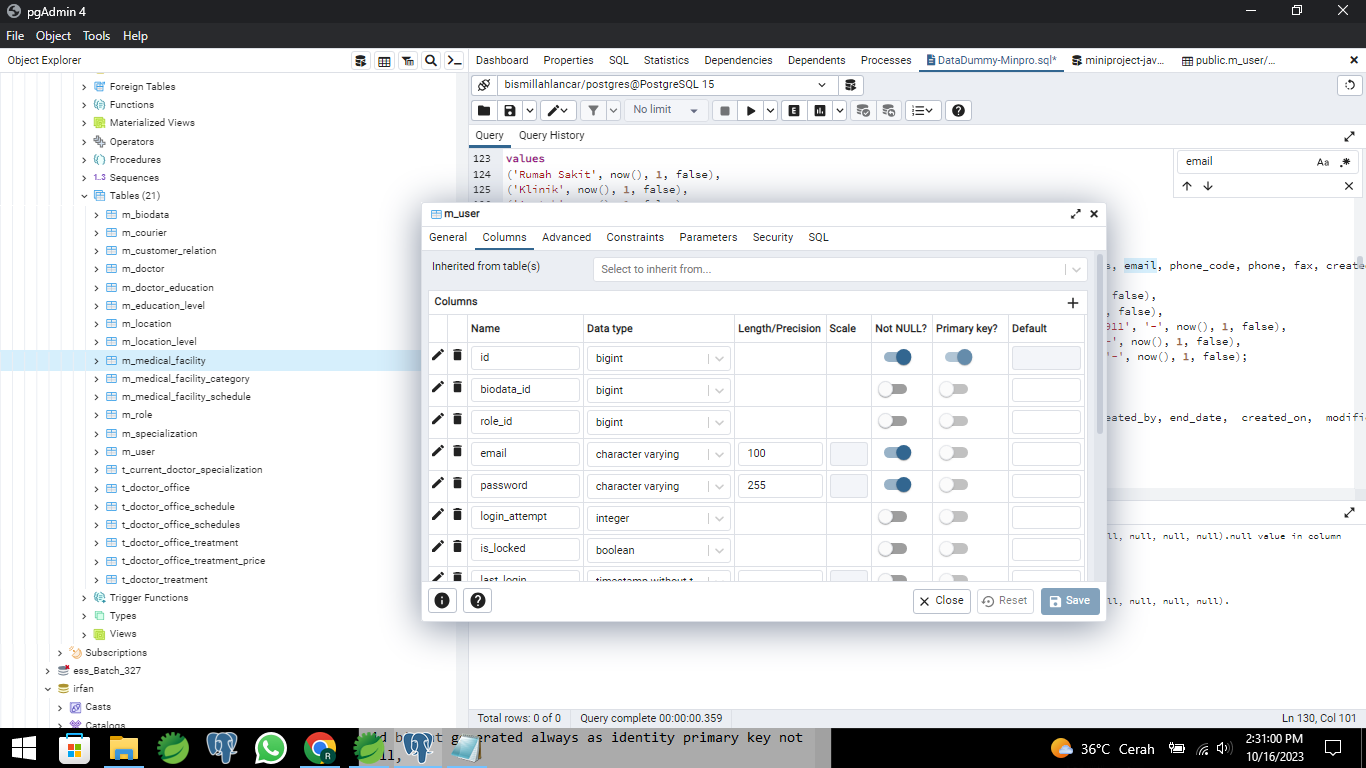 pgAdmin 4
File Object Tools Help
Object Explorer
Dashboard Properties SQL Statistics Dependencies Dependents Processes DataDummy-Minpro.sql* miniproject-jav... public.m_user/...
Foreign Tables
Functions
Materialized Views
Operators
Procedures
1..3 Sequences
Tables (21)
m_biodata
m_courier
m_customer_relation
m_doctor
m_doctor_education
m_education_level
m_location
m_location_level
m_medical_facility
m_medical_facility_category
m_medical_facility_schedule
m_role
m_specialization
m_user
t_current_doctor_specialization
t_doctor_office
t_doctor_office_schedule
t_doctor_office_schedules
t_doctor_office_treatment
t_doctor_office_treatment_price
t_doctor_treatment
Trigger Functions
Types
Views
Subscriptions
ess_Batch_327
irfan
Casts
Catalogs
bismillahlancar/postgres@PostgreSQL 15
No limit
E
Query Query History
email Aa .*
123 values
124 ('Rumah Sakit', now(), 1, false),
125 ('Klinik', now(), 1, false),
s, email, phone_code, phone, fax, create
false),
, false),
911', '-', now(), 1, false),
-', now(), 1, false),
'-', now(), 1, false);
eated_by, end_date, created_on, modifi
m_user
General Columns Advanced Constraints Parameters Security SQL
Inherited from table(s) Select to inherit from...
Columns
Name Data type Length/Precision Scale Not NULL? Primary key? Default
id bigint
biodata_id bigint
role_id bigint
email character varying 100
password character varying 255
login_attempt integer
is_locked boolean
last_login timestamp without t
Close Reset Save
ll, null, null, null).null value in column
ll, null, null, null).
Total rows: 0 of 0 Query complete 00:00:00.359 Ln 130, Col 101
generated always as identity primary key not
36°C Cerah
2:31:00 PM
10/16/2023